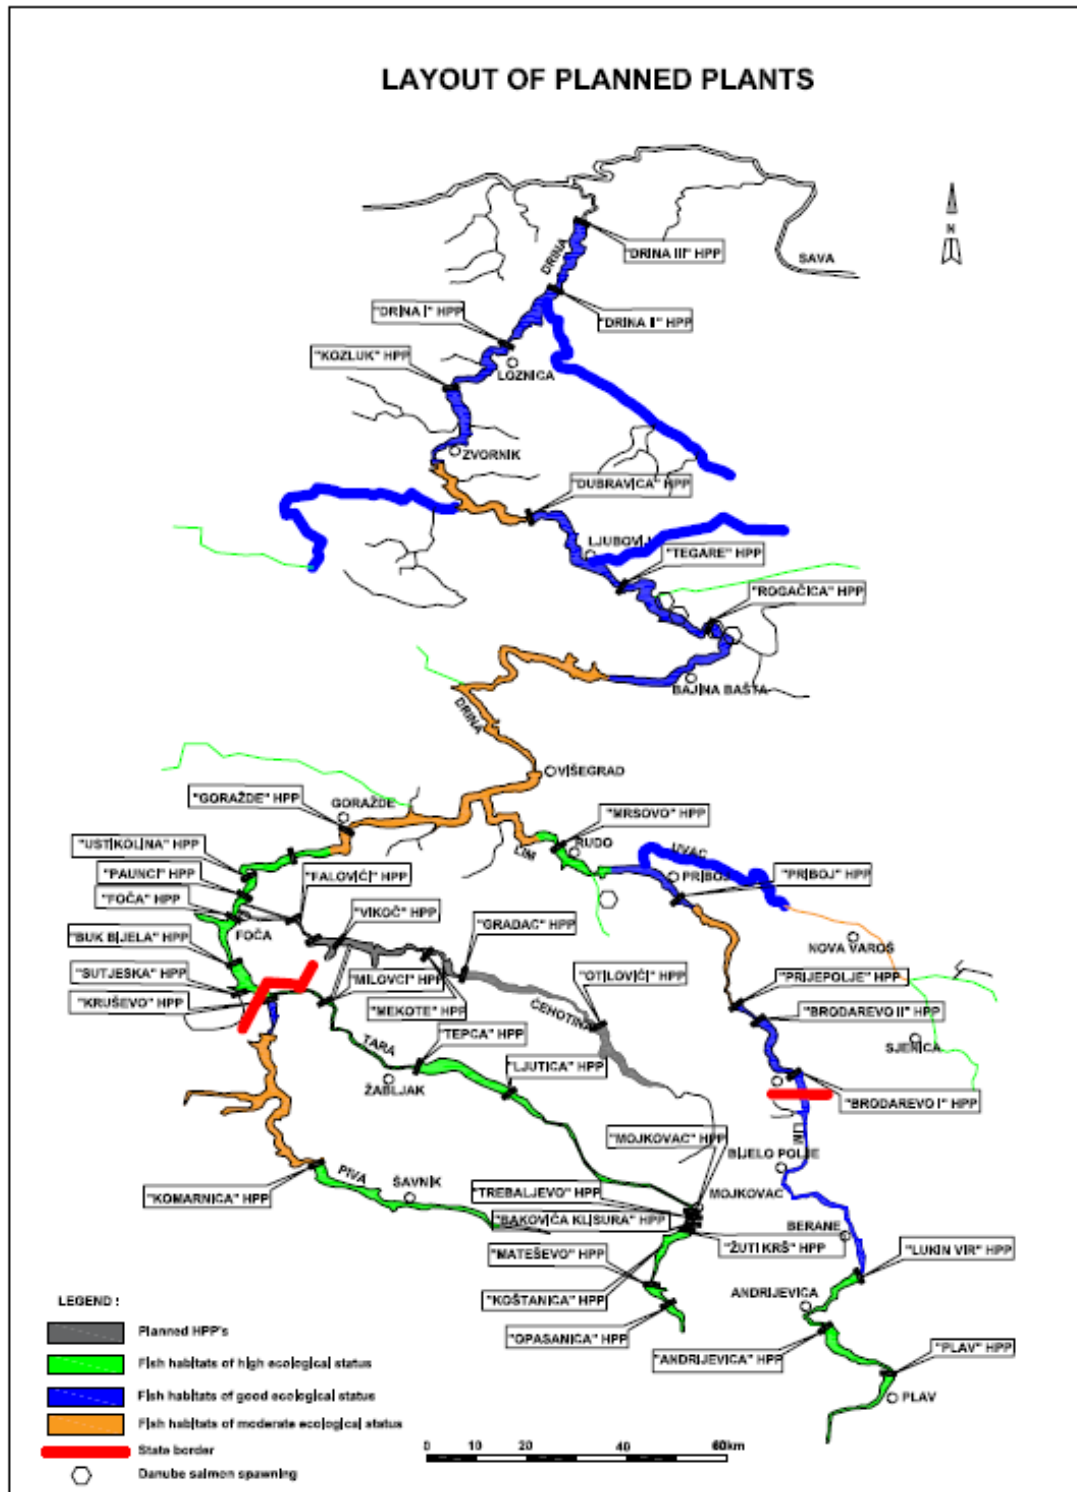 LAYOUT OF PLANNED PLANTS
N
SAVA
DRINA
"DRINA III" HPP
"DRINA II" HPP
"DRINA I" HPP
"KOZLUK" HPP
LOZNICA
ZVORNIK
"DUBRAVICA" HPP
LJUBOVIJ
"TEGARE" HPP
"ROGAČICA" HPP
BAJINA BAŠTA
DRINA
VIŠEGRAD
"GORAŽDE" HPP
GORAŽDE
"MRSOVO" HPP
RUDO
LIM
UVAC
PRIBOJ
"PRIBOJ" HPP
"USTIKOLINA" HPP
"PAUNCI" HPP
"FALOVIĆI" HPP
"FOČA" HPP
"VIKOČ" HPP
FOČA
"GRADAC" HPP
NOVA VAROŠ
"BUK BIJELA" HPP
"SUTJESKA" HPP
"MILOVCI" HPP
"OTILOVIĆI" HPP
"PRIJEPOLJE" HPP
"KRUŠEVO" HPP
"MEKOTE" HPP
ĆEHOTINA
"BRODAREVO II" HPP
TARA
"TEPCA" HPP
SJENICA
"LJUTICA" HPP
ŽABLJAK
"BRODAREVO I" HPP
LIM
"MOJKOVAC" HPP
BIJELO POLJE
PIVA
ŠAVNIK
"KOMARNICA" HPP
"TREBALJEVO" HPP
MOJKOVAC
"BAKOVIĆA KLISURA" HPP
BERANE
"ŽUTI KRŠ" HPP
"MATEŠEVO" HPP
"LUKIN VIR" HPP
"KOŠTANICA" HPP
ANDRIJEVICA
"OPASANICA" HPP
"ANDRIJEVICA" HPP
"PLAV" HPP
PLAV
LEGEND :
Planned HPP's
Fish habitats of high ecological status
Fish habitats of good ecological status
Fish habitats of moderate ecological status
State border
Danube salmon spawning
0 10 20 40 60km